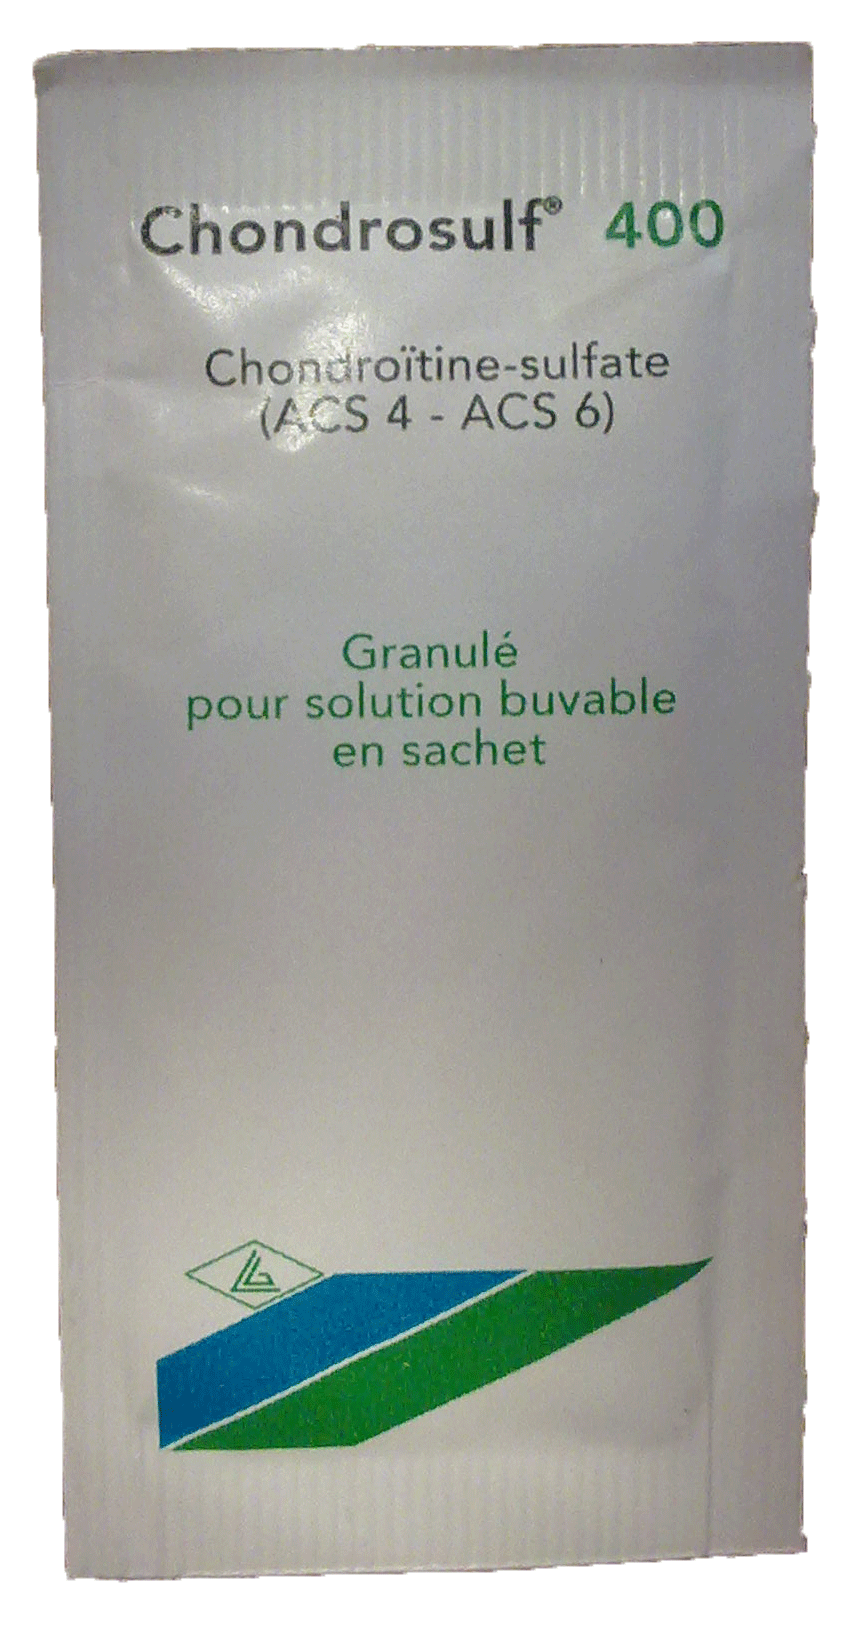 Chondrosulf® 400
Chondroïtine-sulfate
(ACS 4 - ACS 6)
Granulé
pour solution buvable
en sachet